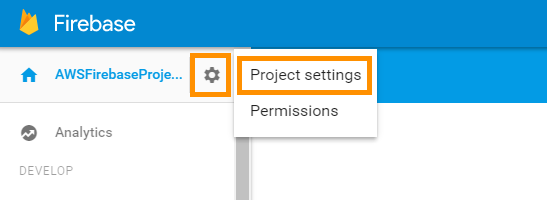 Firebase
AWSFirebaseProje...
Project settings
Permissions
Analytics
DEVELOP